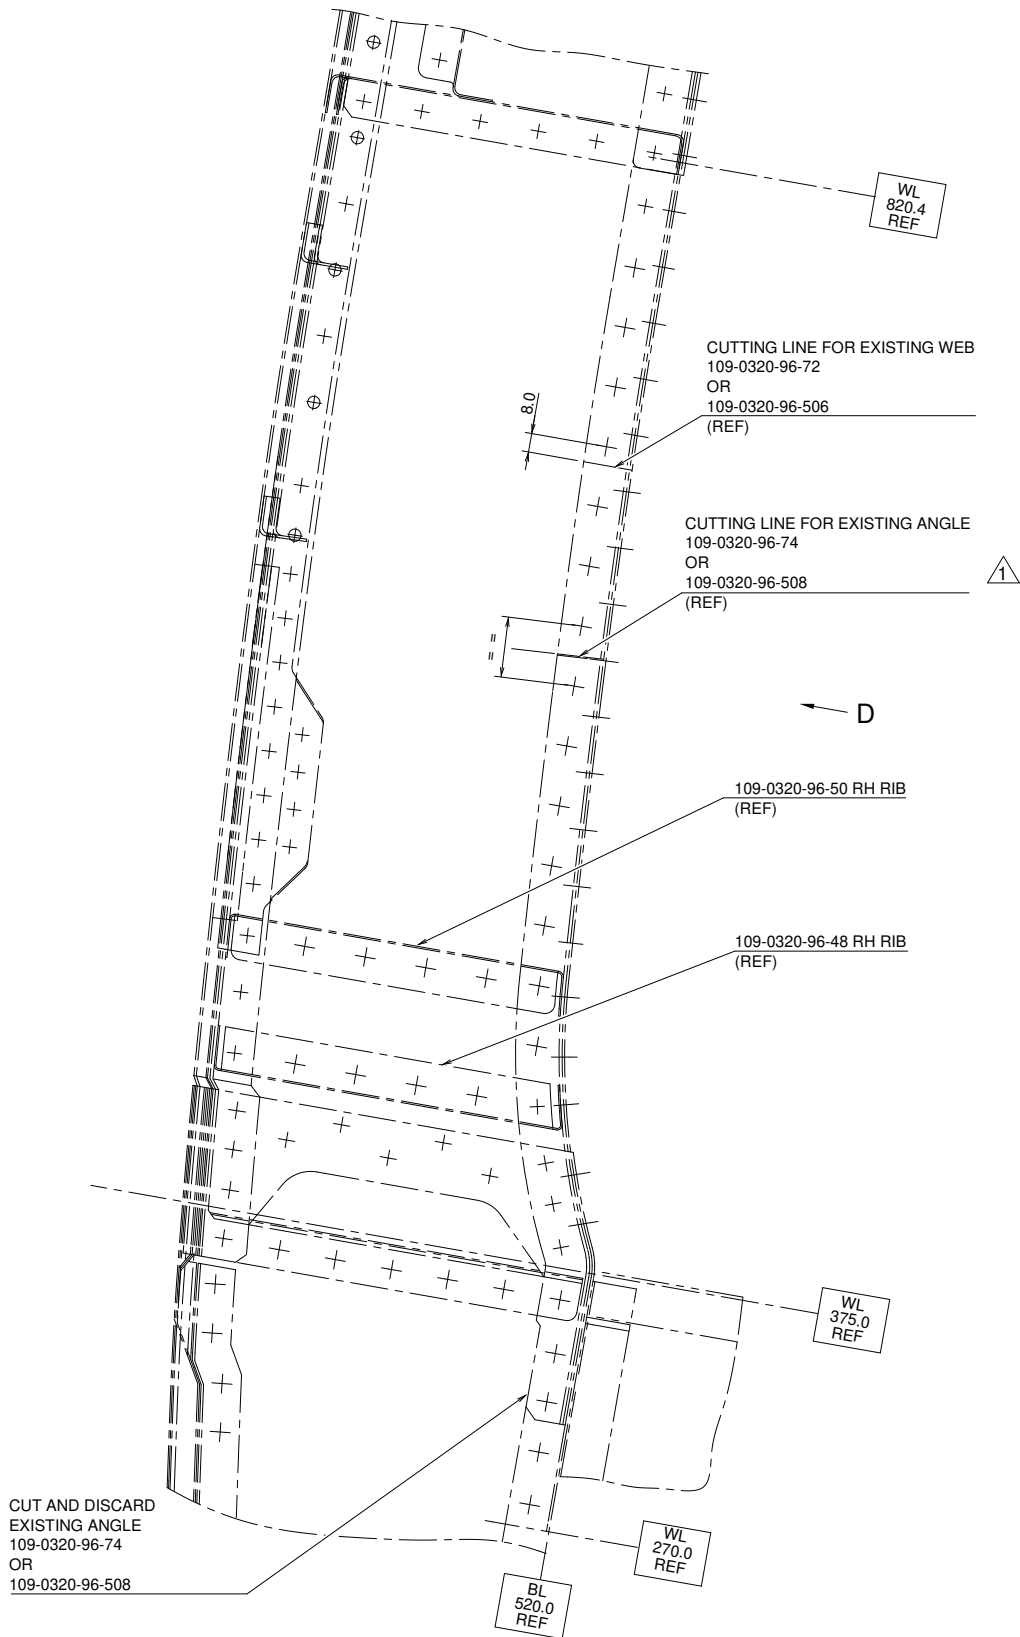 WL
820.4
REF
CUTTING LINE FOR EXISTING WEB
109-0320-96-72
OR
109-0320-96-506
(REF)
8.0
CUTTING LINE FOR EXISTING ANGLE
109-0320-96-74
OR
109-0320-96-508
(REF)
1
=
D
109-0320-96-50 RH RIB
(REF)
109-0320-96-48 RH RIB
(REF)
WL
375.0
REF
CUT AND DISCARD
EXISTING ANGLE
109-0320-96-74
OR
109-0320-96-508
WL
270.0
REF
BL
520.0
REF